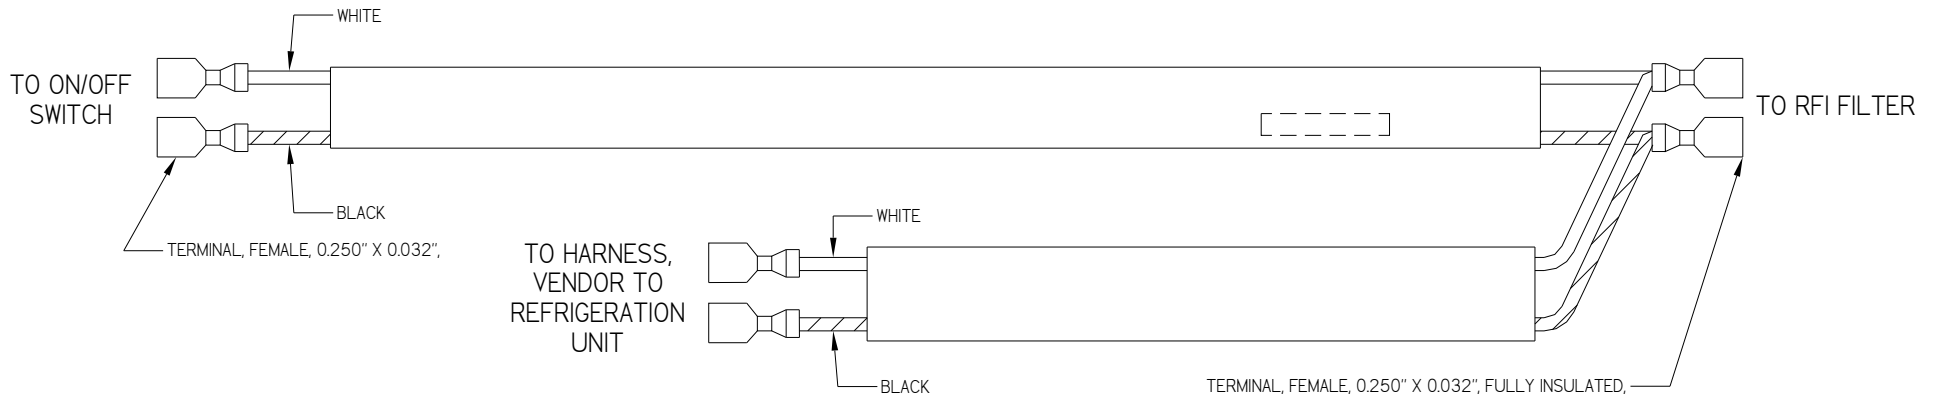 WHITE
TO ON/OFF
SWITCH
TO RFI FILTER
BLACK
TERMINAL, FEMALE, 0.250" X 0.032",
WHITE
TO HARNESS,
VENDOR TO
REFRIGERATION
UNIT
BLACK
TERMINAL, FEMALE, 0.250" X 0.032", FULLY INSULATED,